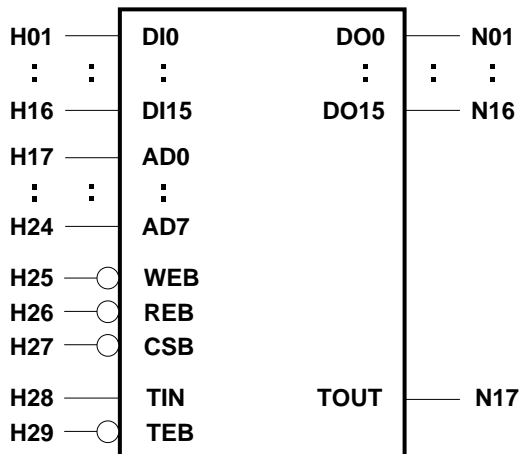 H01 DI0 DO0 N01
: : : : : :
H16 DI15 DO15 N16
H17 AD0
: : :
H24 AD7
H25 WEB
H26 REB
H27 CSB
H28 TIN TOUT N17
H29 TEB